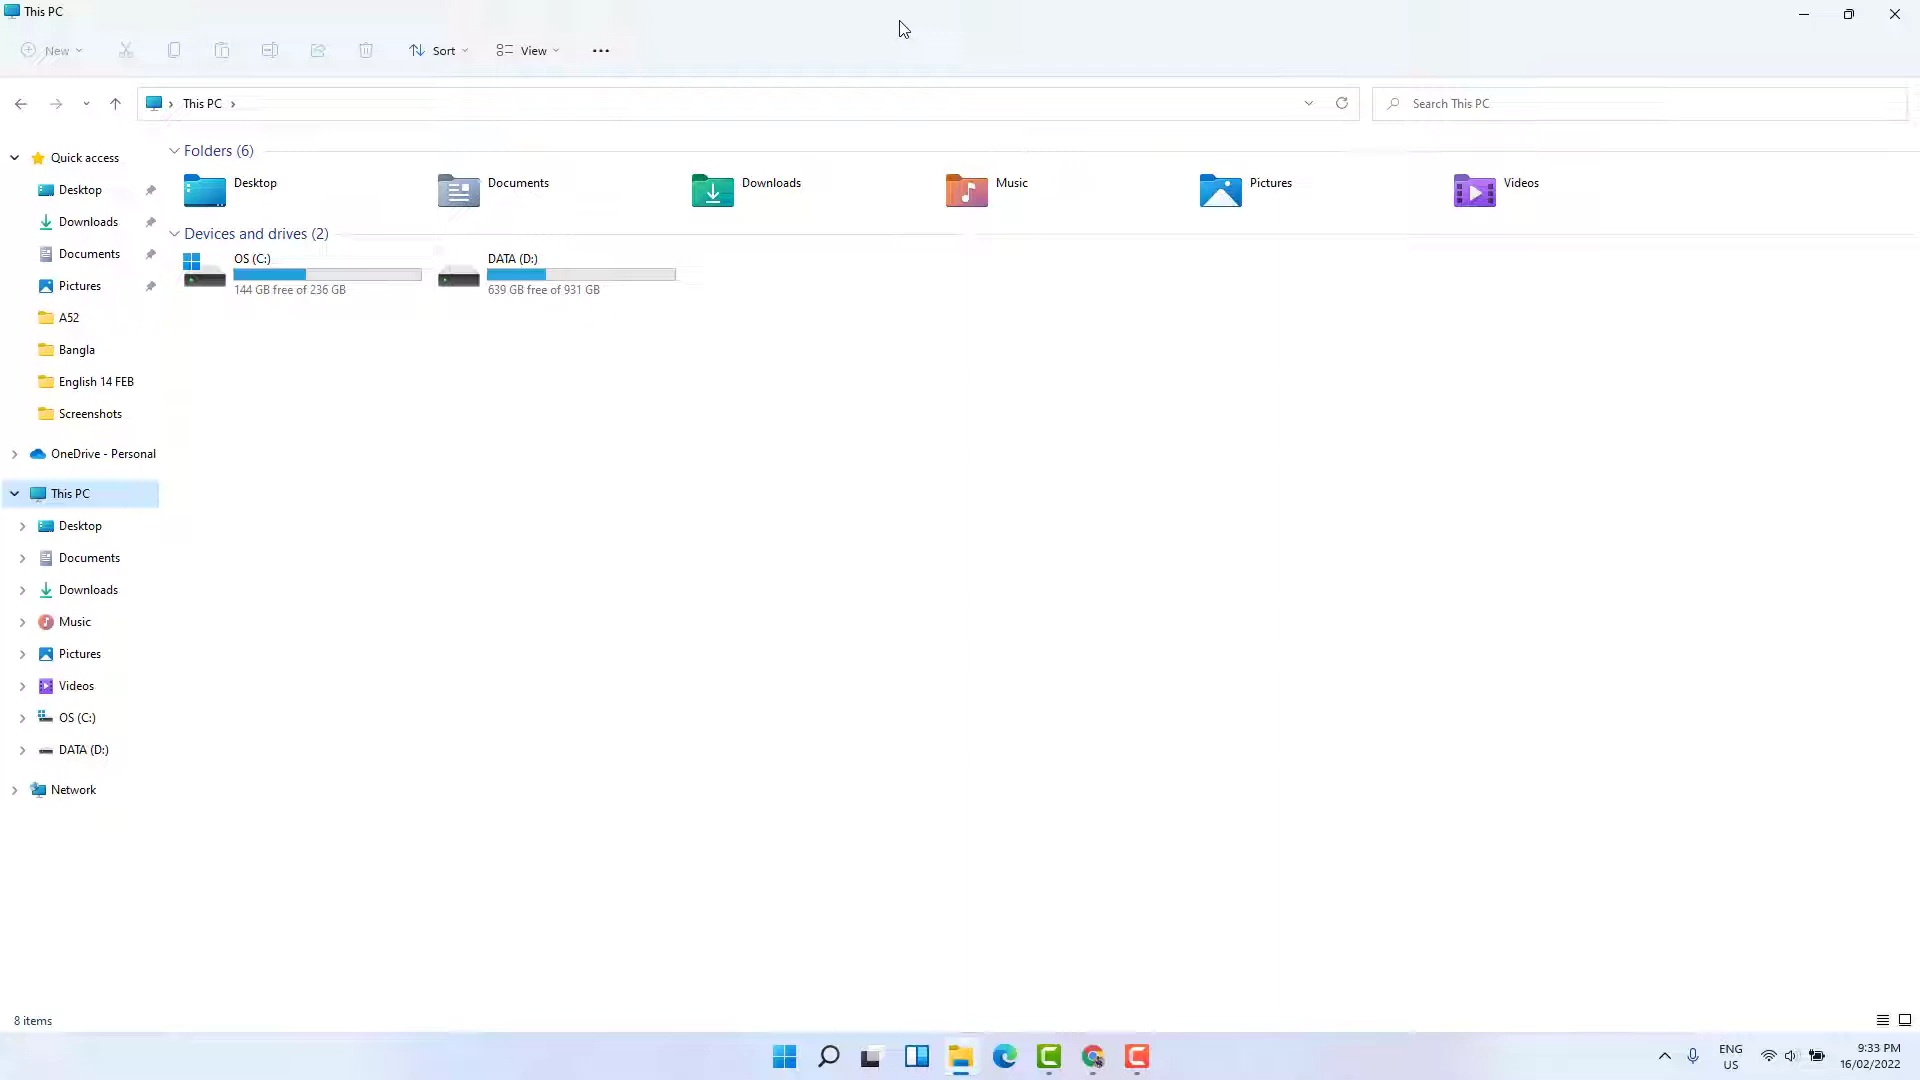 This PC
New
Sort
View
This PC
Search This PC
Quick access
Desktop
Downloads
Documents
Pictures
A52
Bangla
English 14 FEB
Screenshots
OneDrive - Personal
This PC
Desktop
Documents
Downloads
Music
Pictures
Videos
OS (C:)
DATA (D:)
Network
Folders (6)
Desktop
Documents
Downloads
Music
Pictures
Videos
Devices and drives (2)
OS (C:)
144 GB free of 236 GB
DATA (D:)
639 GB free of 931 GB
8 items
ENG
US
9:33 PM
16/02/2022